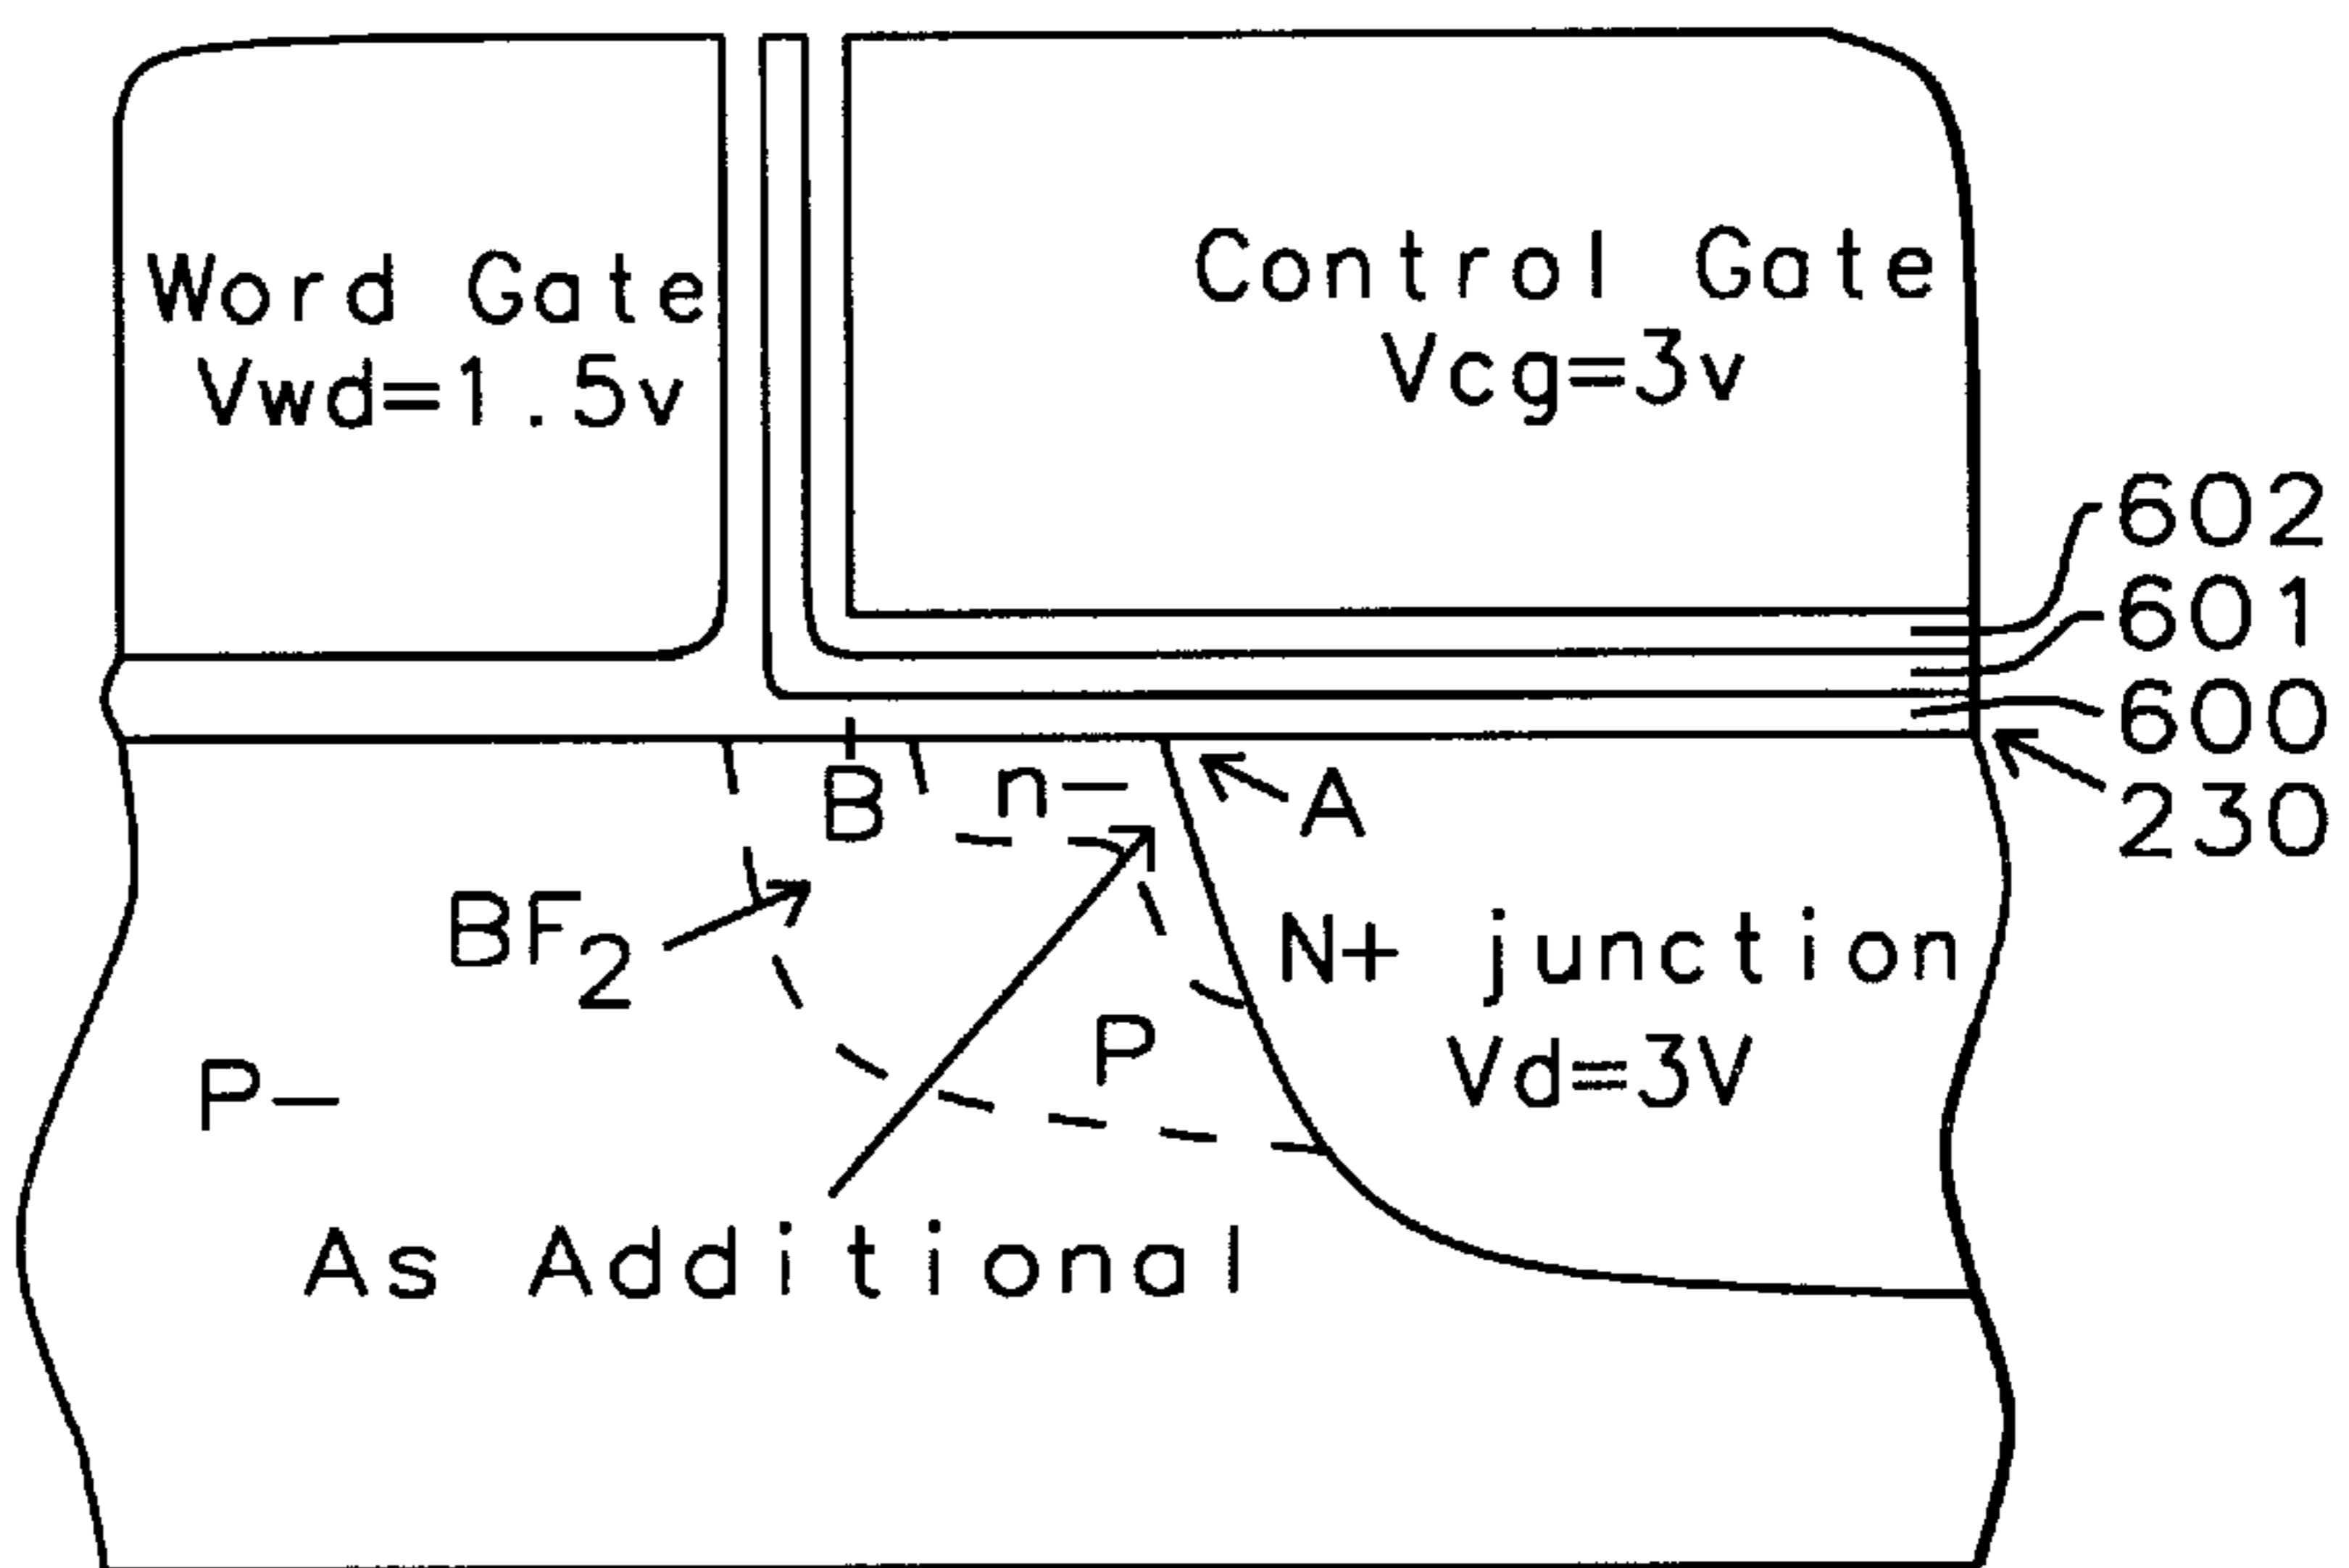 Word Gate
Vwd=1.5v
Control Gate
Vcg=3v
602
601
600
230
B
n-
A
BF2
N+ junction
Vd=3V
P
P-
As Additional